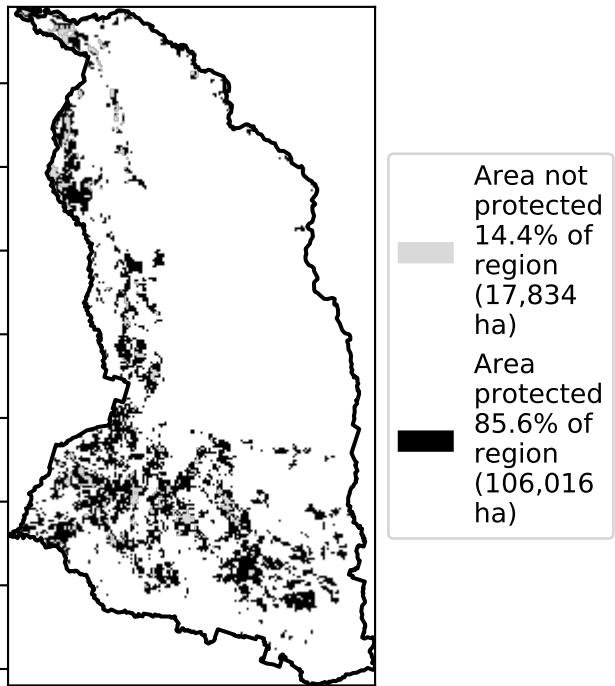 Area not
protected
14.4% of
region
(17,834
ha)
Area
protected
85.6% of
region
(106,016
ha)